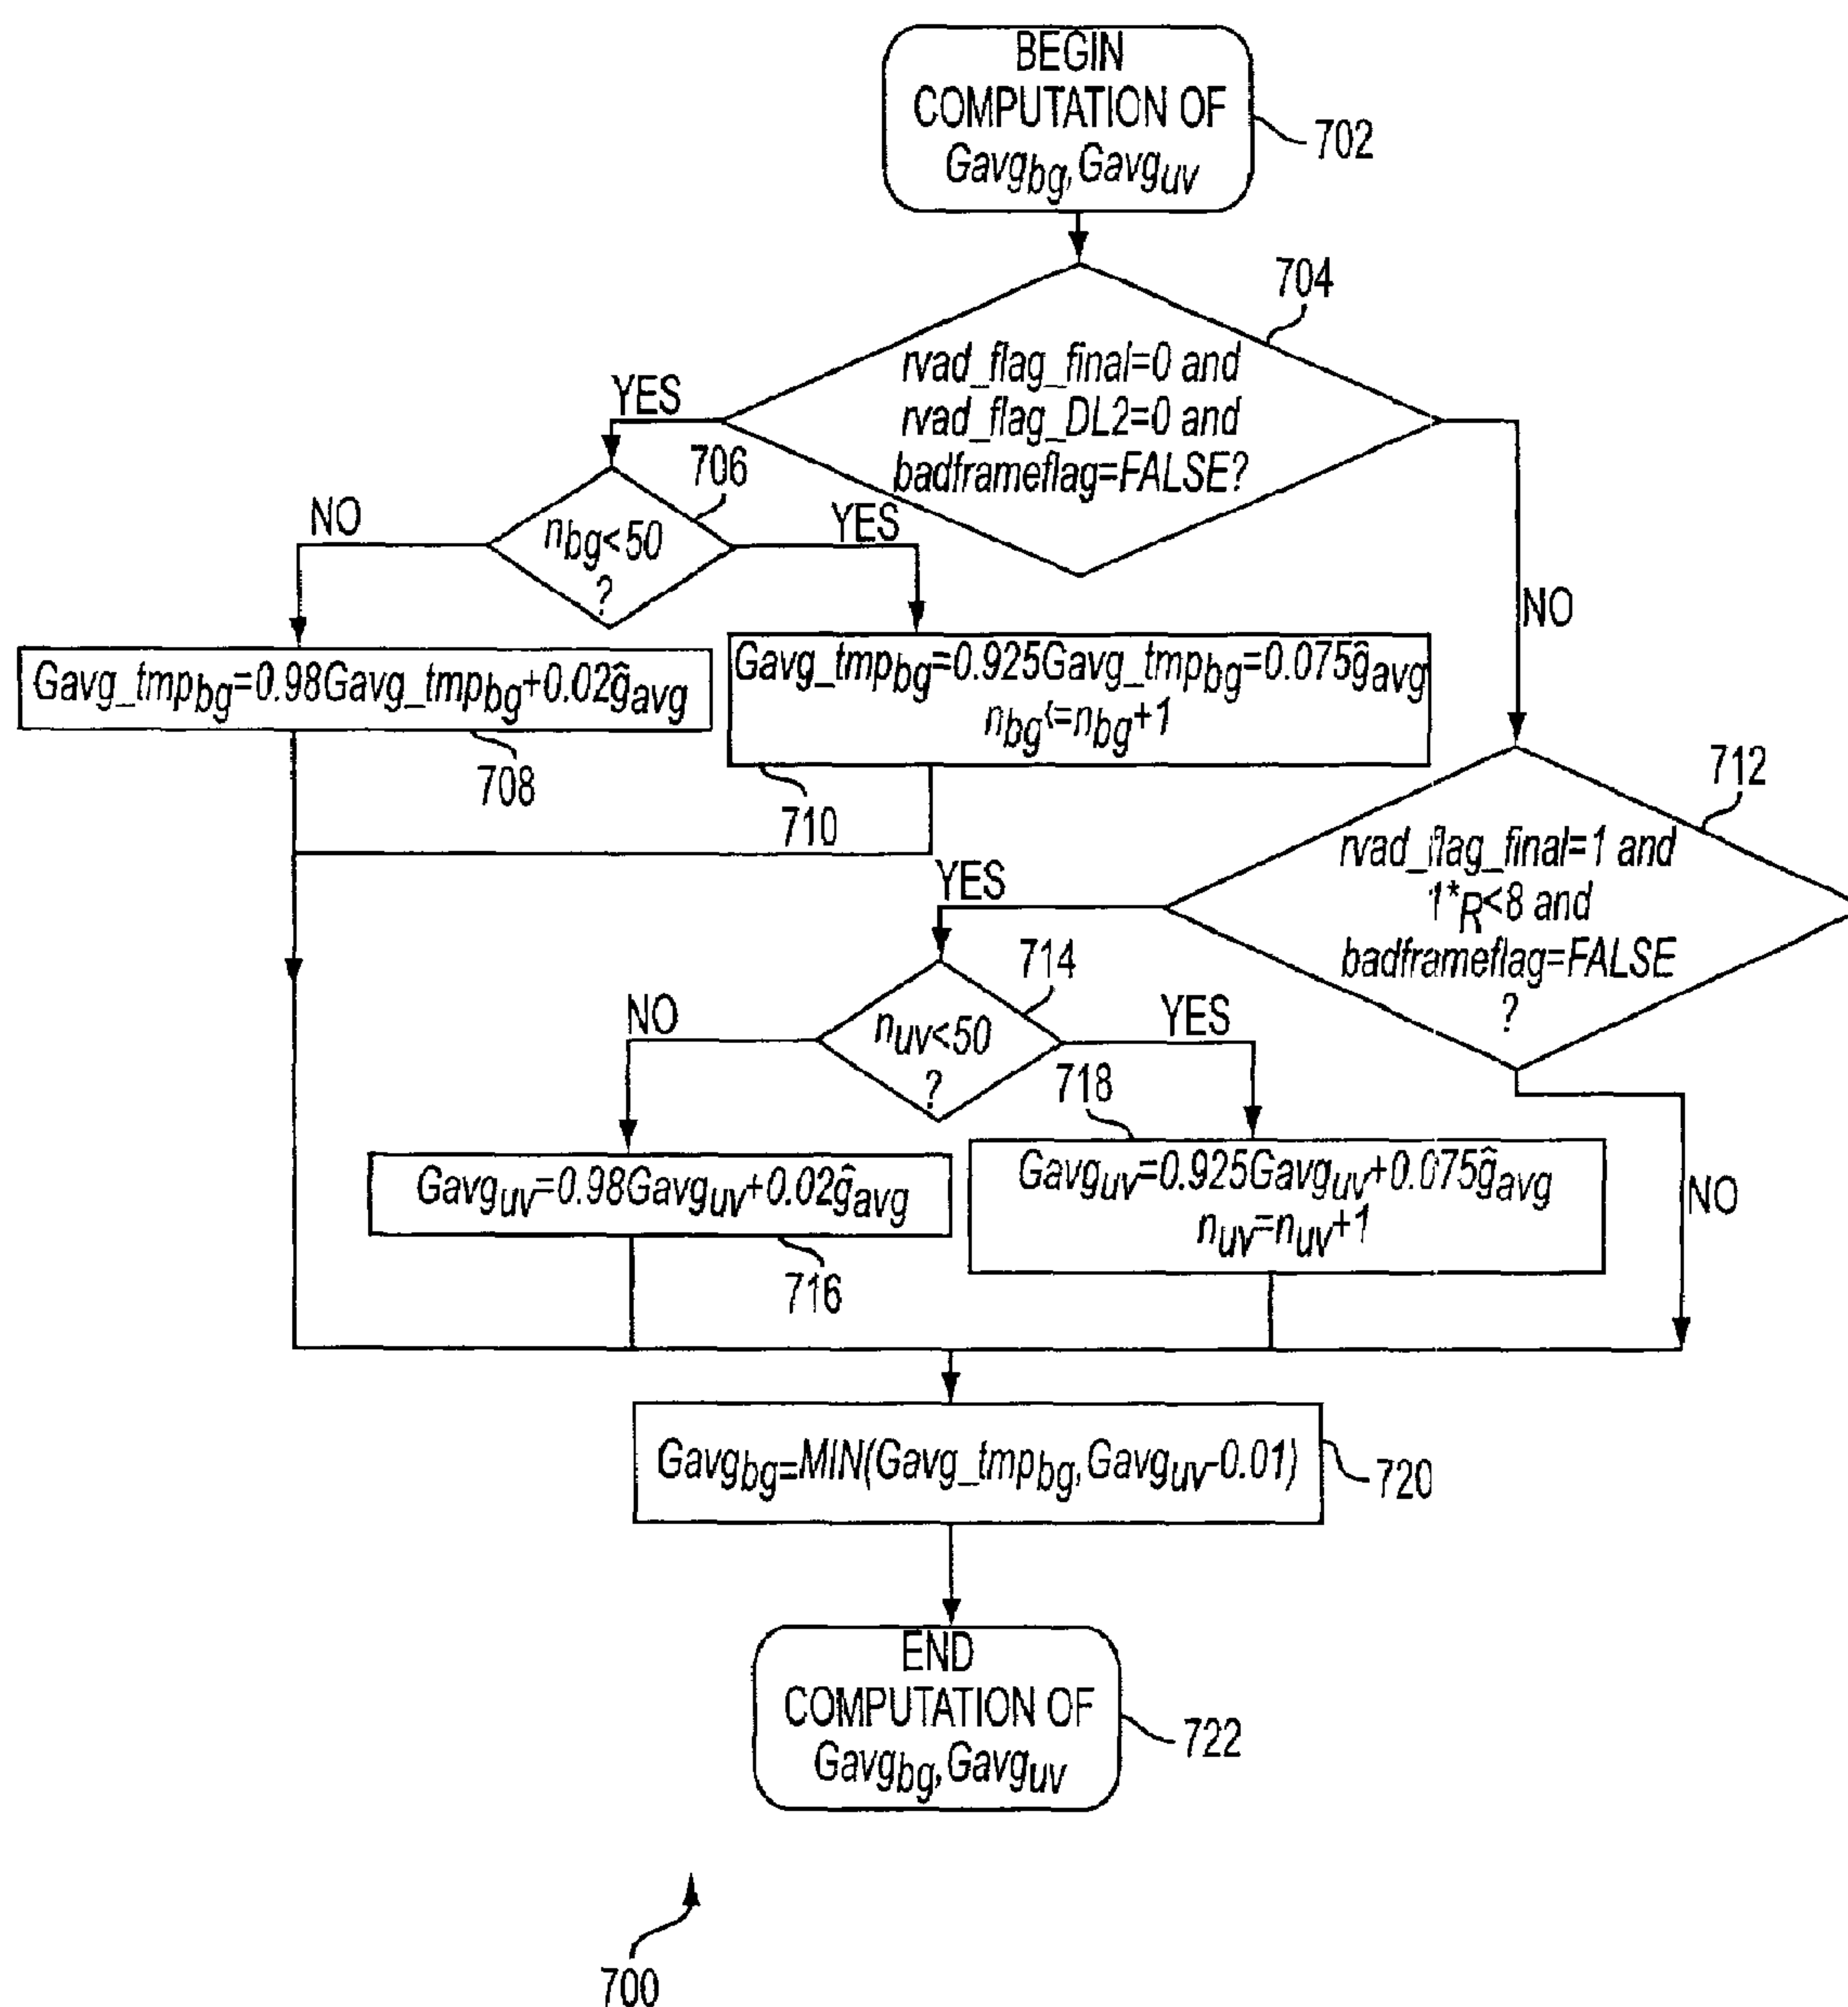 BEGIN
COMPUTATION OF
Gavgbg,Gavguv
702
704
rvad_flag_final=0 and
rvad_flag_DL2=0 and
badframeflag=FALSE?
YES
NO
706
nbg<50
?
NO
YES
Gavg_tmpbg=0.98Gavg_tmpbg+0.02ĝavg
708
Gavg_tmpbg=0.925Gavg_tmpbg=0.075ĝavg
nbg<=nbg+1
710
712
rvad_flag_final=1 and
1*R<8 and
badframeflag=FALSE
?
YES
NO
714
nuv<50
?
NO
YES
Gavguv=0.98Gavguv+0.02ĝavg
716
718
Gavguv=0.925Gavguv+0.075ĝavg
nuv=nuv+1
Gavgbg=MIN(Gavg_tmpbg,Gavguv-0.01)
720
END
COMPUTATION OF
Gavgbg,Gavguv
722
700